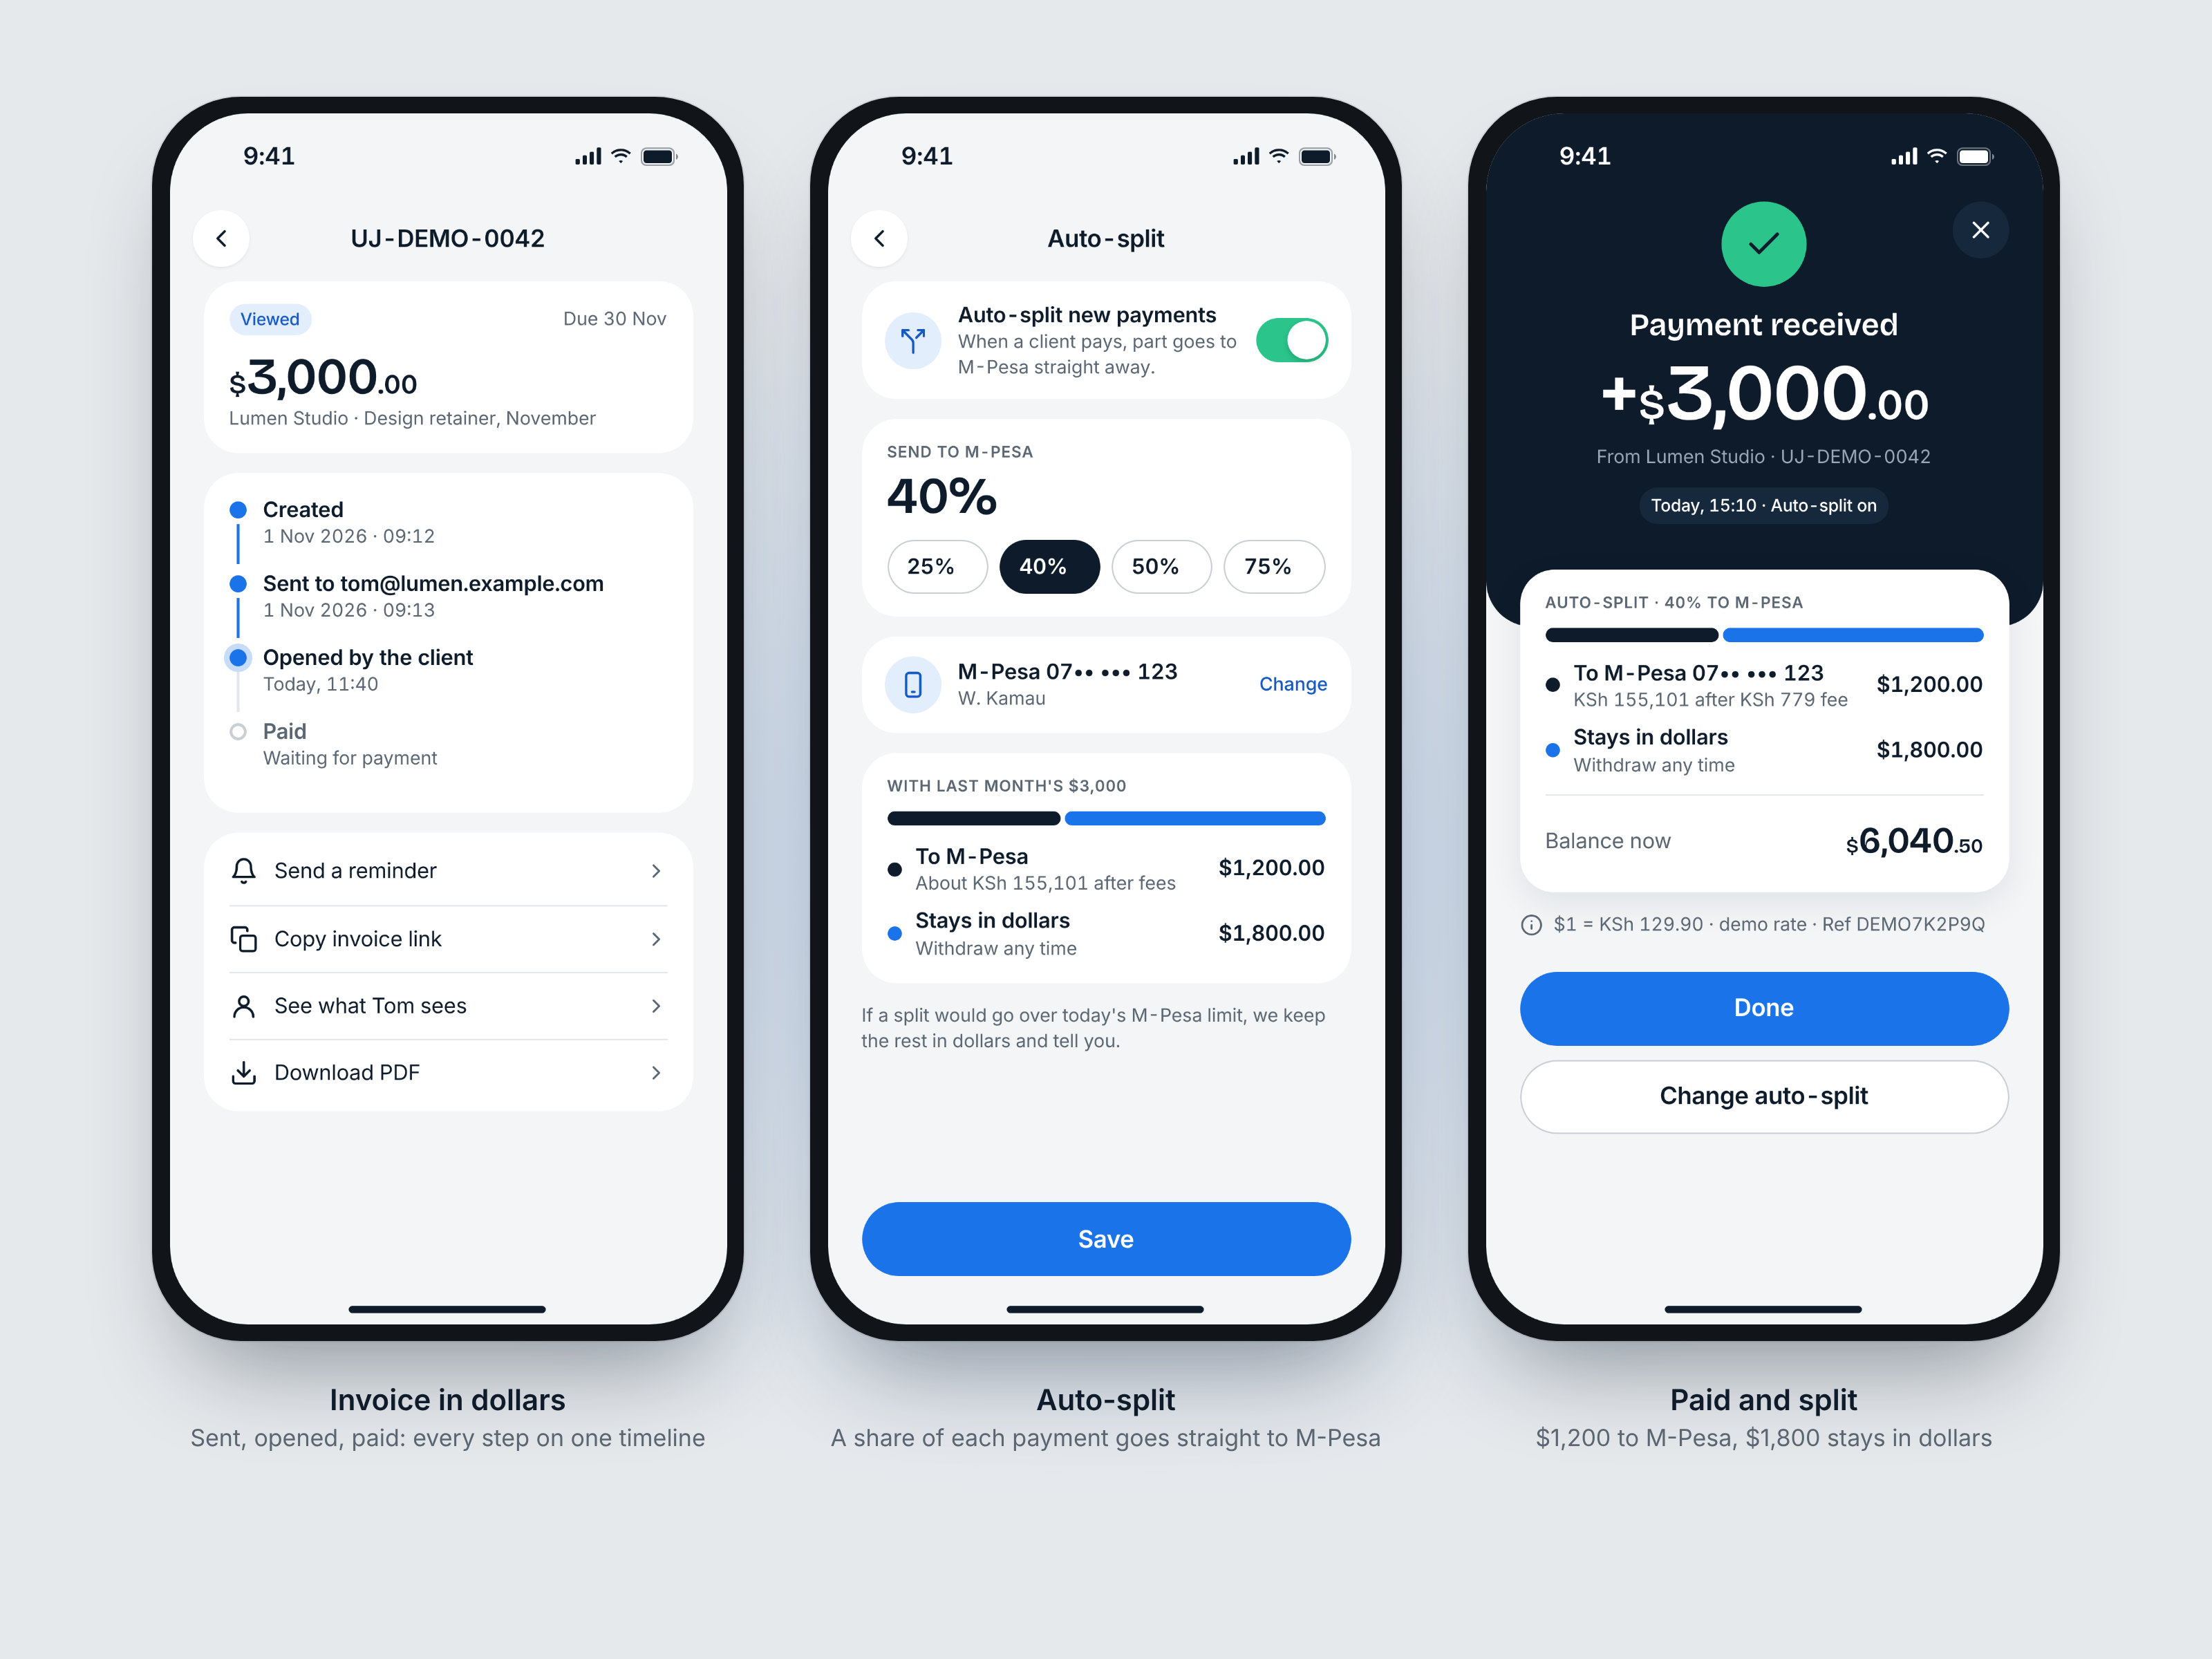 9:41
UJ-DEMO-0042
Viewed
Due 30 Nov
$3,000.00
Lumen Studio · Design retainer, November
Created
1 Nov 2026 · 09:12
Sent to tom@lumen.example.com
1 Nov 2026 · 09:13
Opened by the client
Today, 11:40
Paid
Waiting for payment
Send a reminder
Copy invoice link
See what Tom sees
Download PDF
Invoice in dollars
Sent, opened, paid: every step on one timeline
9:41
Auto-split
Auto-split new payments
When a client pays, part goes to
M-Pesa straight away.
SEND TO M-PESA
40%
25%
40%
50%
75%
M-Pesa 07•• ••• 123
W. Kamau
Change
WITH LAST MONTH'S $3,000
To M-Pesa
About KSh 155,101 after fees
$1,200.00
Stays in dollars
Withdraw any time
$1,800.00
If a split would go over today's M-Pesa limit, we keep
the rest in dollars and tell you.
Save
Auto-split
A share of each payment goes straight to M-Pesa
9:41
Payment received
+$3,000.00
From Lumen Studio · UJ-DEMO-0042
Today, 15:10 · Auto-split on
AUTO-SPLIT · 40% TO M-PESA
To M-Pesa 07•• ••• 123
KSh 155,101 after KSh 779 fee
$1,200.00
Stays in dollars
Withdraw any time
$1,800.00
Balance now
$6,040.50
$1 = KSh 129.90 · demo rate · Ref DEMO7K2P9Q
Done
Change auto-split
Paid and split
$1,200 to M-Pesa, $1,800 stays in dollars